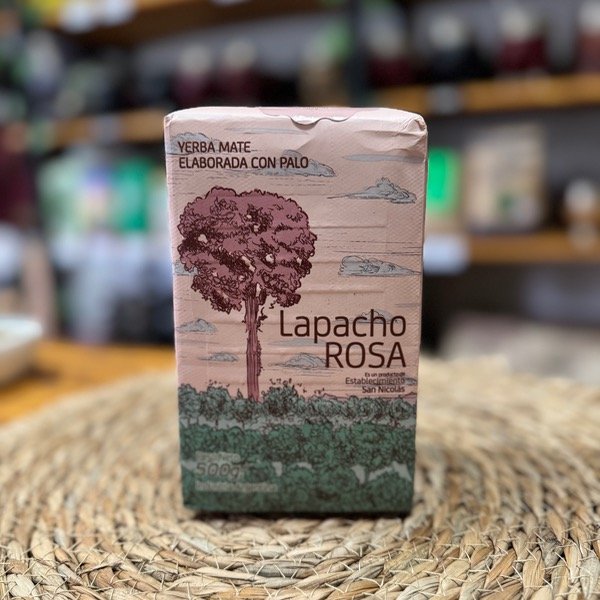 YERBA MATE
ELABORADA CON PALO
Lapacho
ROSA
Es un producto de
Establecimiento
San Nicolás
500g